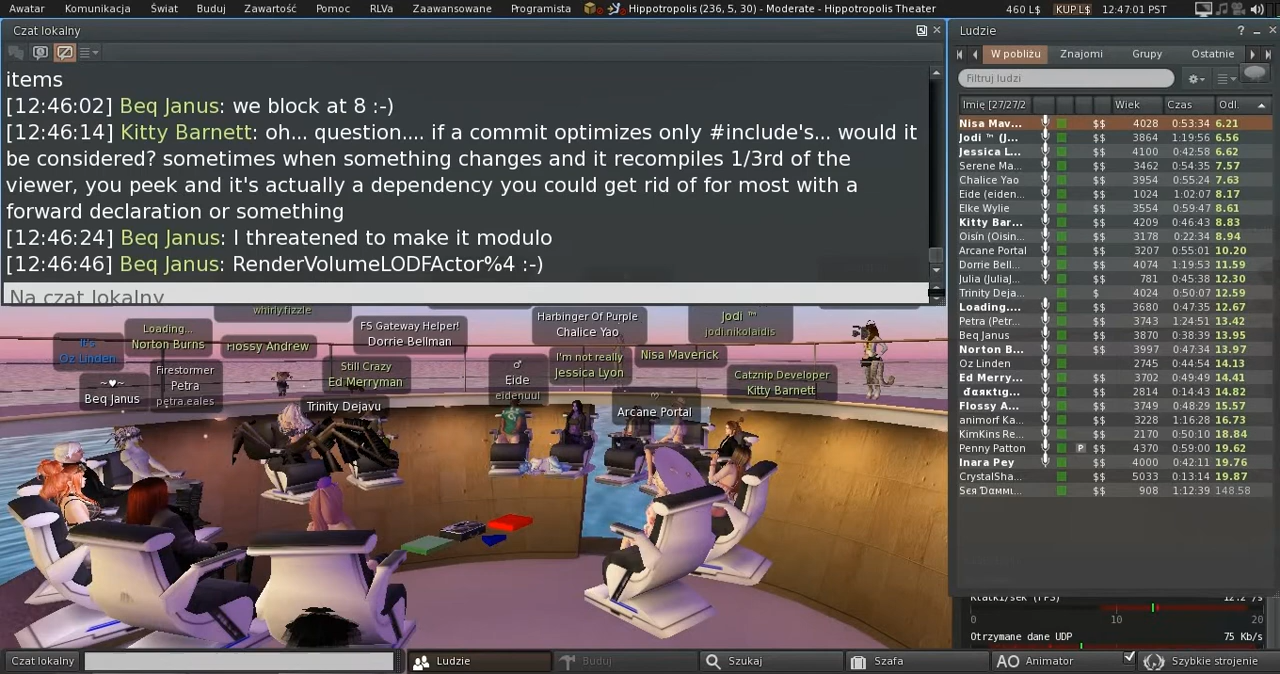 Awatar Komunikacja Świat Buduj Zawartość Pomoc RLVa Zaawansowane Programista Hippotropolis (236, 5, 30) - Moderate - Hippotropolis Theater 460 L$ KUP L$ 12:47:01 PST
Czat lokalny
items
[12:46:02] Beq Janus: we block at 8 :-)
[12:46:14] Kitty Barnett: oh... question.... if a commit optimizes only #include's... would it
be considered? sometimes when something changes and it recompiles 1/3rd of the
viewer, you peek and it's actually a dependency you could get rid of for most with a
forward declaration or something
[12:46:24] Beq Janus: I threatened to make it modulo
[12:46:46] Beq Janus: RenderVolumeLODFActor%4 :-)
Na czat lokalny
whirly.fizzle
It's
Oz Linden
Loading...
Norton Burns
Flossy Andrew
FS Gateway Helper!
Dorrie Bellman
Harbinger Of Purple
Chalice Yao
Jodi ™
jodi.nikolaidis
~♥~
Beq Janus
Firestormer
Petra
petra.eales
Still Crazy
Ed Merryman
Trinity Dejavu
♂
Eide
eidenuul
I'm not really
Jessica Lyon
Nisa Maverick
Arcane Portal
Catznip Developer
Kitty Barnett
Ludzie
W pobliżu Znajomi Grupy Ostatnie
Filtruj ludzi
Imię [27/27/2 Wiek Czas Odl.
Nisa Mav... $$ 4028 0:53:34 6.21
Jodi ™ (J... $$ 3864 1:19:56 6.56
Jessica L... $$ 4100 0:42:58 6.62
Serene Ma... $$ 3462 0:54:35 7.57
Chalice Yao $$ 3954 0:55:24 7.63
Eide (eiden... $$ 1024 1:02:07 8.17
Elke Wylie $$ 3554 0:59:47 8.61
Kitty Bar... $$ 4209 0:46:43 8.83
Oisín (Oisin... $$ 3178 0:22:34 8.94
Arcane Portal $$ 3207 0:55:01 10.20
Dorrie Bell... $$ 4074 1:19:53 11.59
Julia (JuliaJ... $$ 781 0:45:38 12.30
Trinity Deja... $ 4024 0:50:07 12.59
Loading.... $$ 3680 0:47:35 12.67
Petra (Petr... $$ 3743 1:24:51 13.42
Beq Janus $$ 3870 0:38:39 13.95
Norton B... $$ 3997 0:47:34 13.97
Oz Linden 2745 0:44:54 14.13
Ed Merry... $$ 3702 0:49:49 14.41
ɗαяктιg... $$ 2814 0:14:43 14.82
Flossy A... $$ 3749 0:48:29 15.57
animorf Ka... $$ 3228 1:16:28 16.73
KimKins Re... $$ 2170 0:50:10 18.84
Penny Patton P $$ 4370 0:59:00 19.62
Inara Pey $$ 4000 0:42:11 19.76
CrystalSha... $$ 5033 0:13:14 19.87
$$ 908 1:12:39 148.58
Klatki/sek (FPS) 12.2 /s
0 10 20
Otrzymane dane UDP 75 Kb/s
Czat lokalny Ludzie Buduj Szukaj Szafa AO Animator Szybkie strojenie